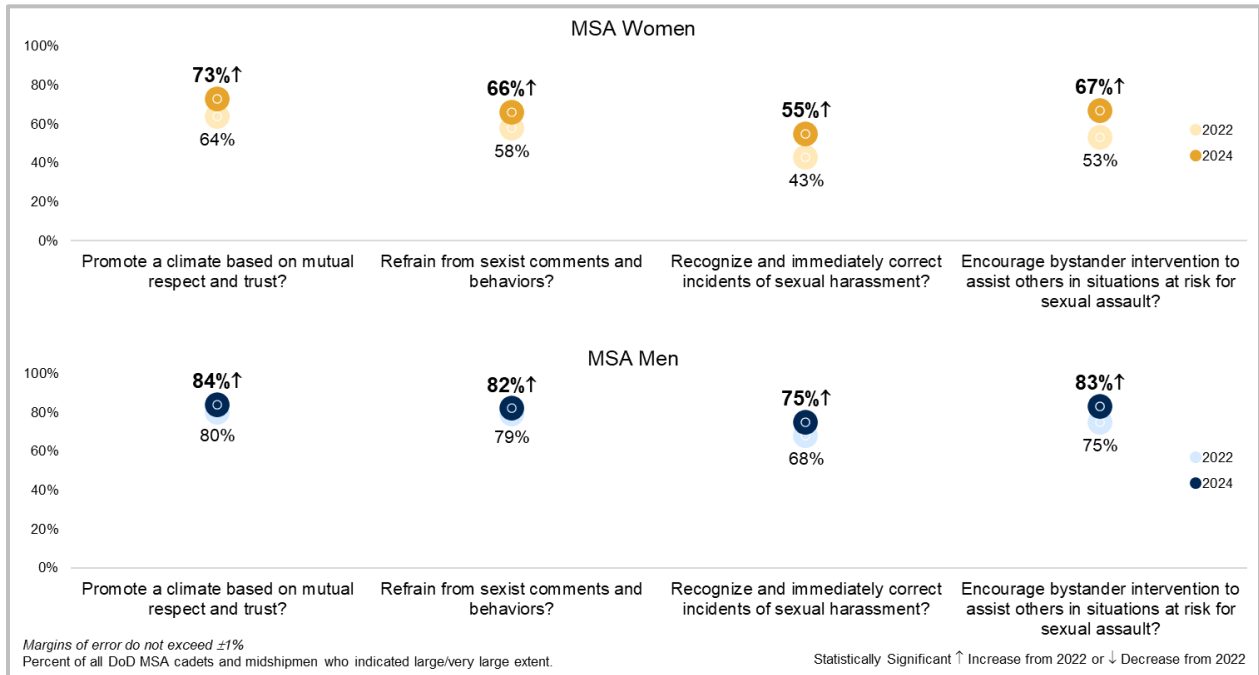 MSA Women
100%
80%
60%
40%
20%
0%
73%↑
64%
66%↑
58%
55%↑
43%
67%↑
53%
2022
2024
Promote a climate based on mutual
respect and trust?
Refrain from sexist comments and
behaviors?
Recognize and immediately correct
incidents of sexual harassment?
Encourage bystander intervention to
assist others in situations at risk for
sexual assault?
MSA Men
100%
80%
60%
40%
20%
0%
84%↑
80%
82%↑
79%
75%↑
68%
83%↑
75%
2022
2024
Promote a climate based on mutual
respect and trust?
Refrain from sexist comments and
behaviors?
Recognize and immediately correct
incidents of sexual harassment?
Encourage bystander intervention to
assist others in situations at risk for
sexual assault?
Margins of error do not exceed ±1%
Percent of all DoD MSA cadets and midshipmen who indicated large/very large extent.
Statistically Significant ↑ Increase from 2022 or ↓ Decrease from 2022